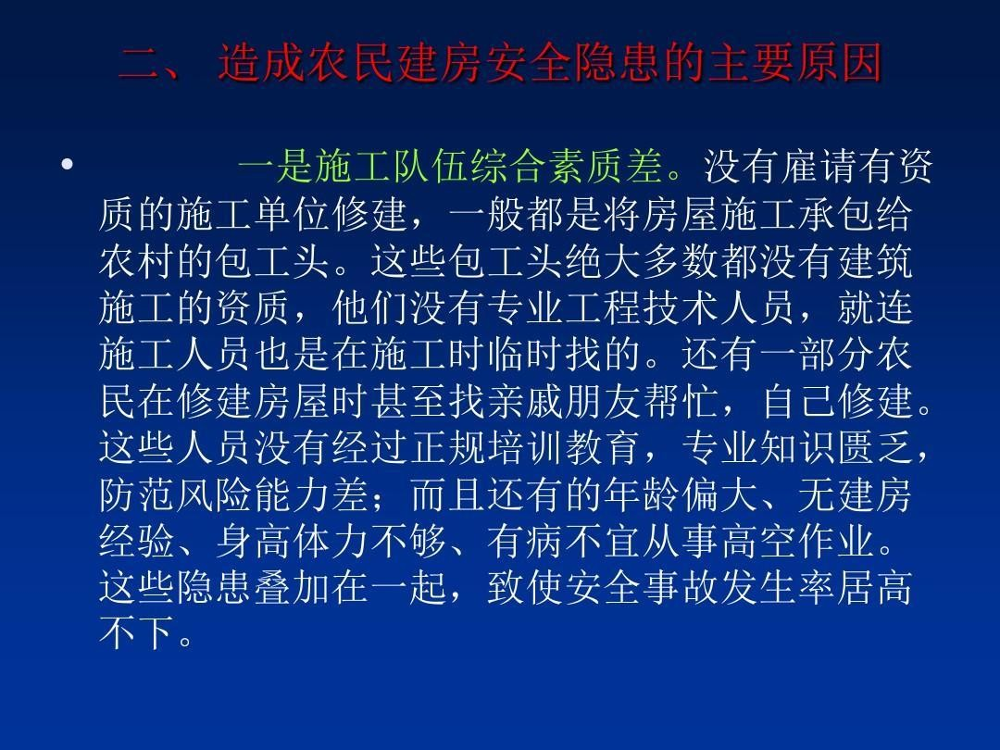 二、 造成农民建房安全隐患的主要原因
• 一是施工队伍综合素质差。没有雇请有资
质的施工单位修建，一般都是将房屋施工承包给
农村的包工头。这些包工头绝大多数都没有建筑
施工的资质，他们没有专业工程技术人员，就连
施工人员也是在施工时临时找的。还有一部分农
民在修建房屋时甚至找亲戚朋友帮忙，自己修建。
这些人员没有经过正规培训教育，专业知识匮乏，
防范风险能力差；而且还有的年龄偏大、无建房
经验、身高体力不够、有病不宜从事高空作业。
这些隐患叠加在一起，致使安全事故发生率居高
不下。